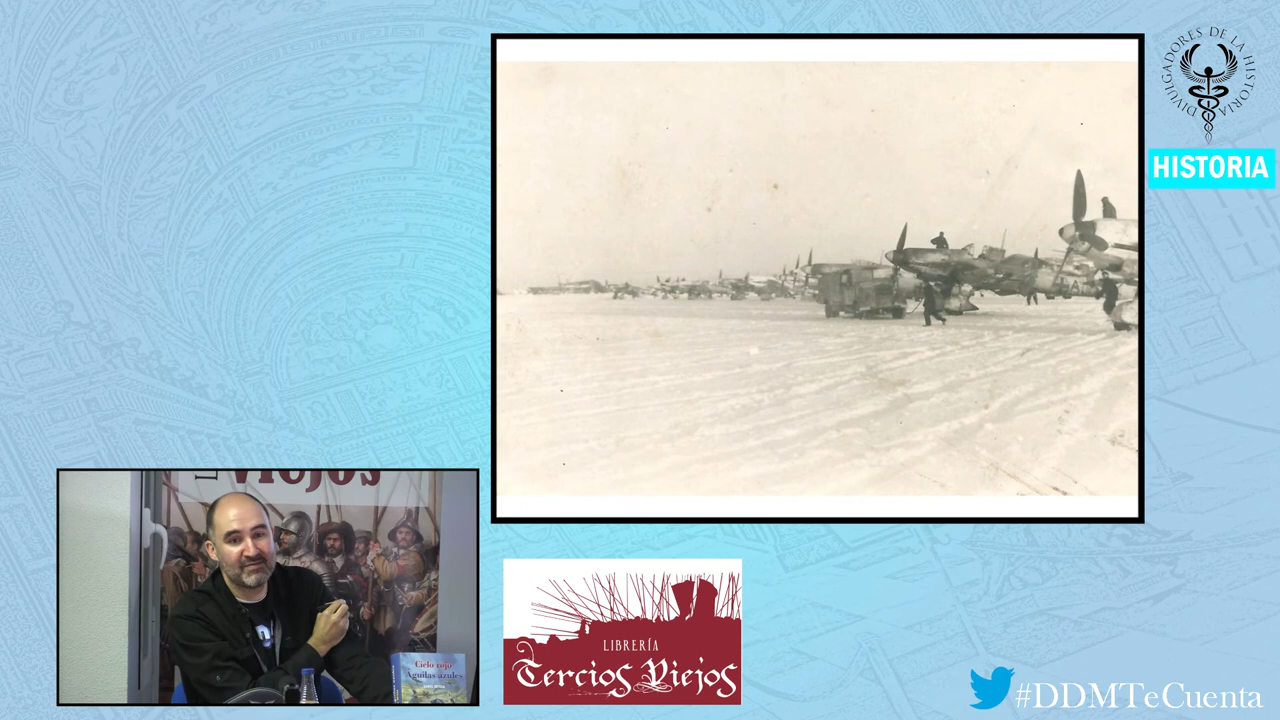 DIVULGADORES DE LA HISTORIA
HISTORIA
VIEJOS
Cielo rojo
Águilas azules
LIBRERÍA
Tercios Viejos
#DDMTeCuenta